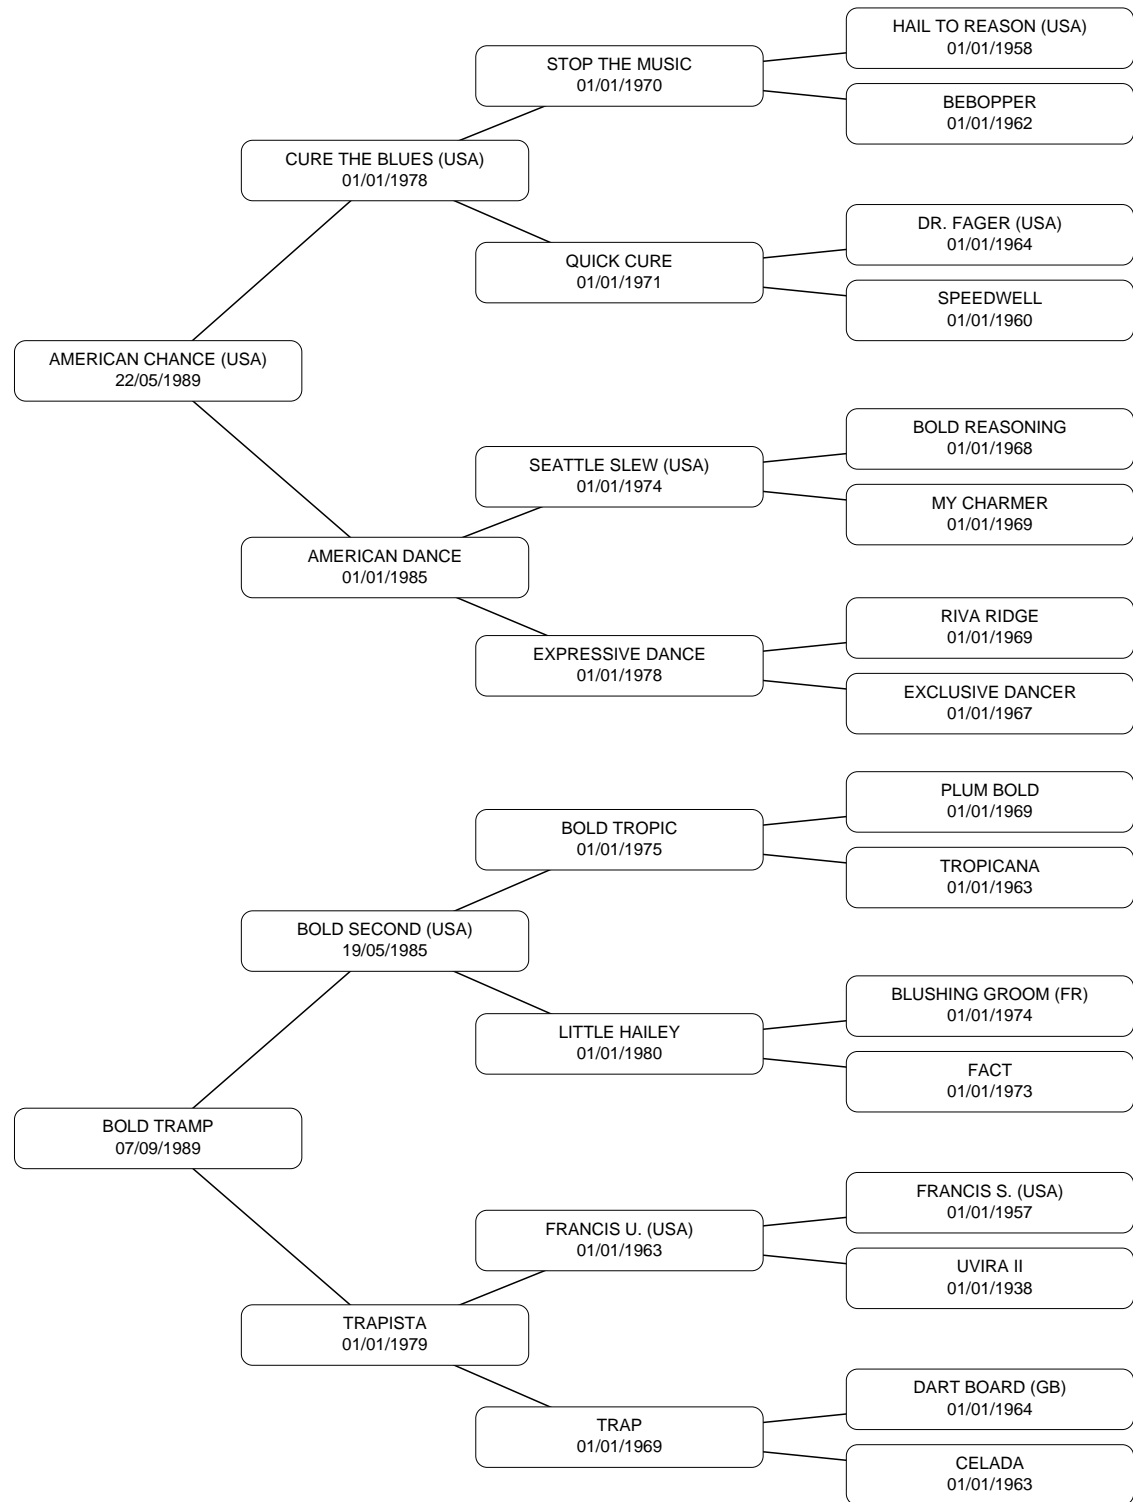 HAIL TO REASON (USA)
01/01/1958
STOP THE MUSIC
01/01/1970
BEBOPPER
01/01/1962
CURE THE BLUES (USA)
01/01/1978
DR. FAGER (USA)
01/01/1964
QUICK CURE
01/01/1971
SPEEDWELL
01/01/1960
AMERICAN CHANCE (USA)
22/05/1989
BOLD REASONING
01/01/1968
SEATTLE SLEW (USA)
01/01/1974
MY CHARMER
01/01/1969
AMERICAN DANCE
01/01/1985
RIVA RIDGE
01/01/1969
EXPRESSIVE DANCE
01/01/1978
EXCLUSIVE DANCER
01/01/1967
PLUM BOLD
01/01/1969
BOLD TROPIC
01/01/1975
TROPICANA
01/01/1963
BOLD SECOND (USA)
19/05/1985
BLUSHING GROOM (FR)
01/01/1974
LITTLE HAILEY
01/01/1980
FACT
01/01/1973
BOLD TRAMP
07/09/1989
FRANCIS S. (USA)
01/01/1957
FRANCIS U. (USA)
01/01/1963
UVIRA II
01/01/1938
TRAPISTA
01/01/1979
DART BOARD (GB)
01/01/1964
TRAP
01/01/1969
CELADA
01/01/1963